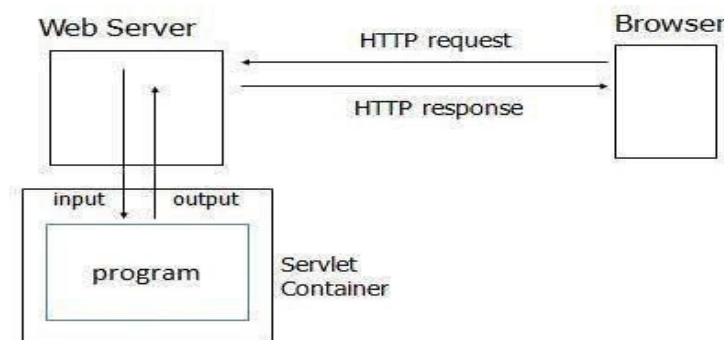 Web Server
Browser
HTTP request
HTTP response
input
output
program
Servlet
Container